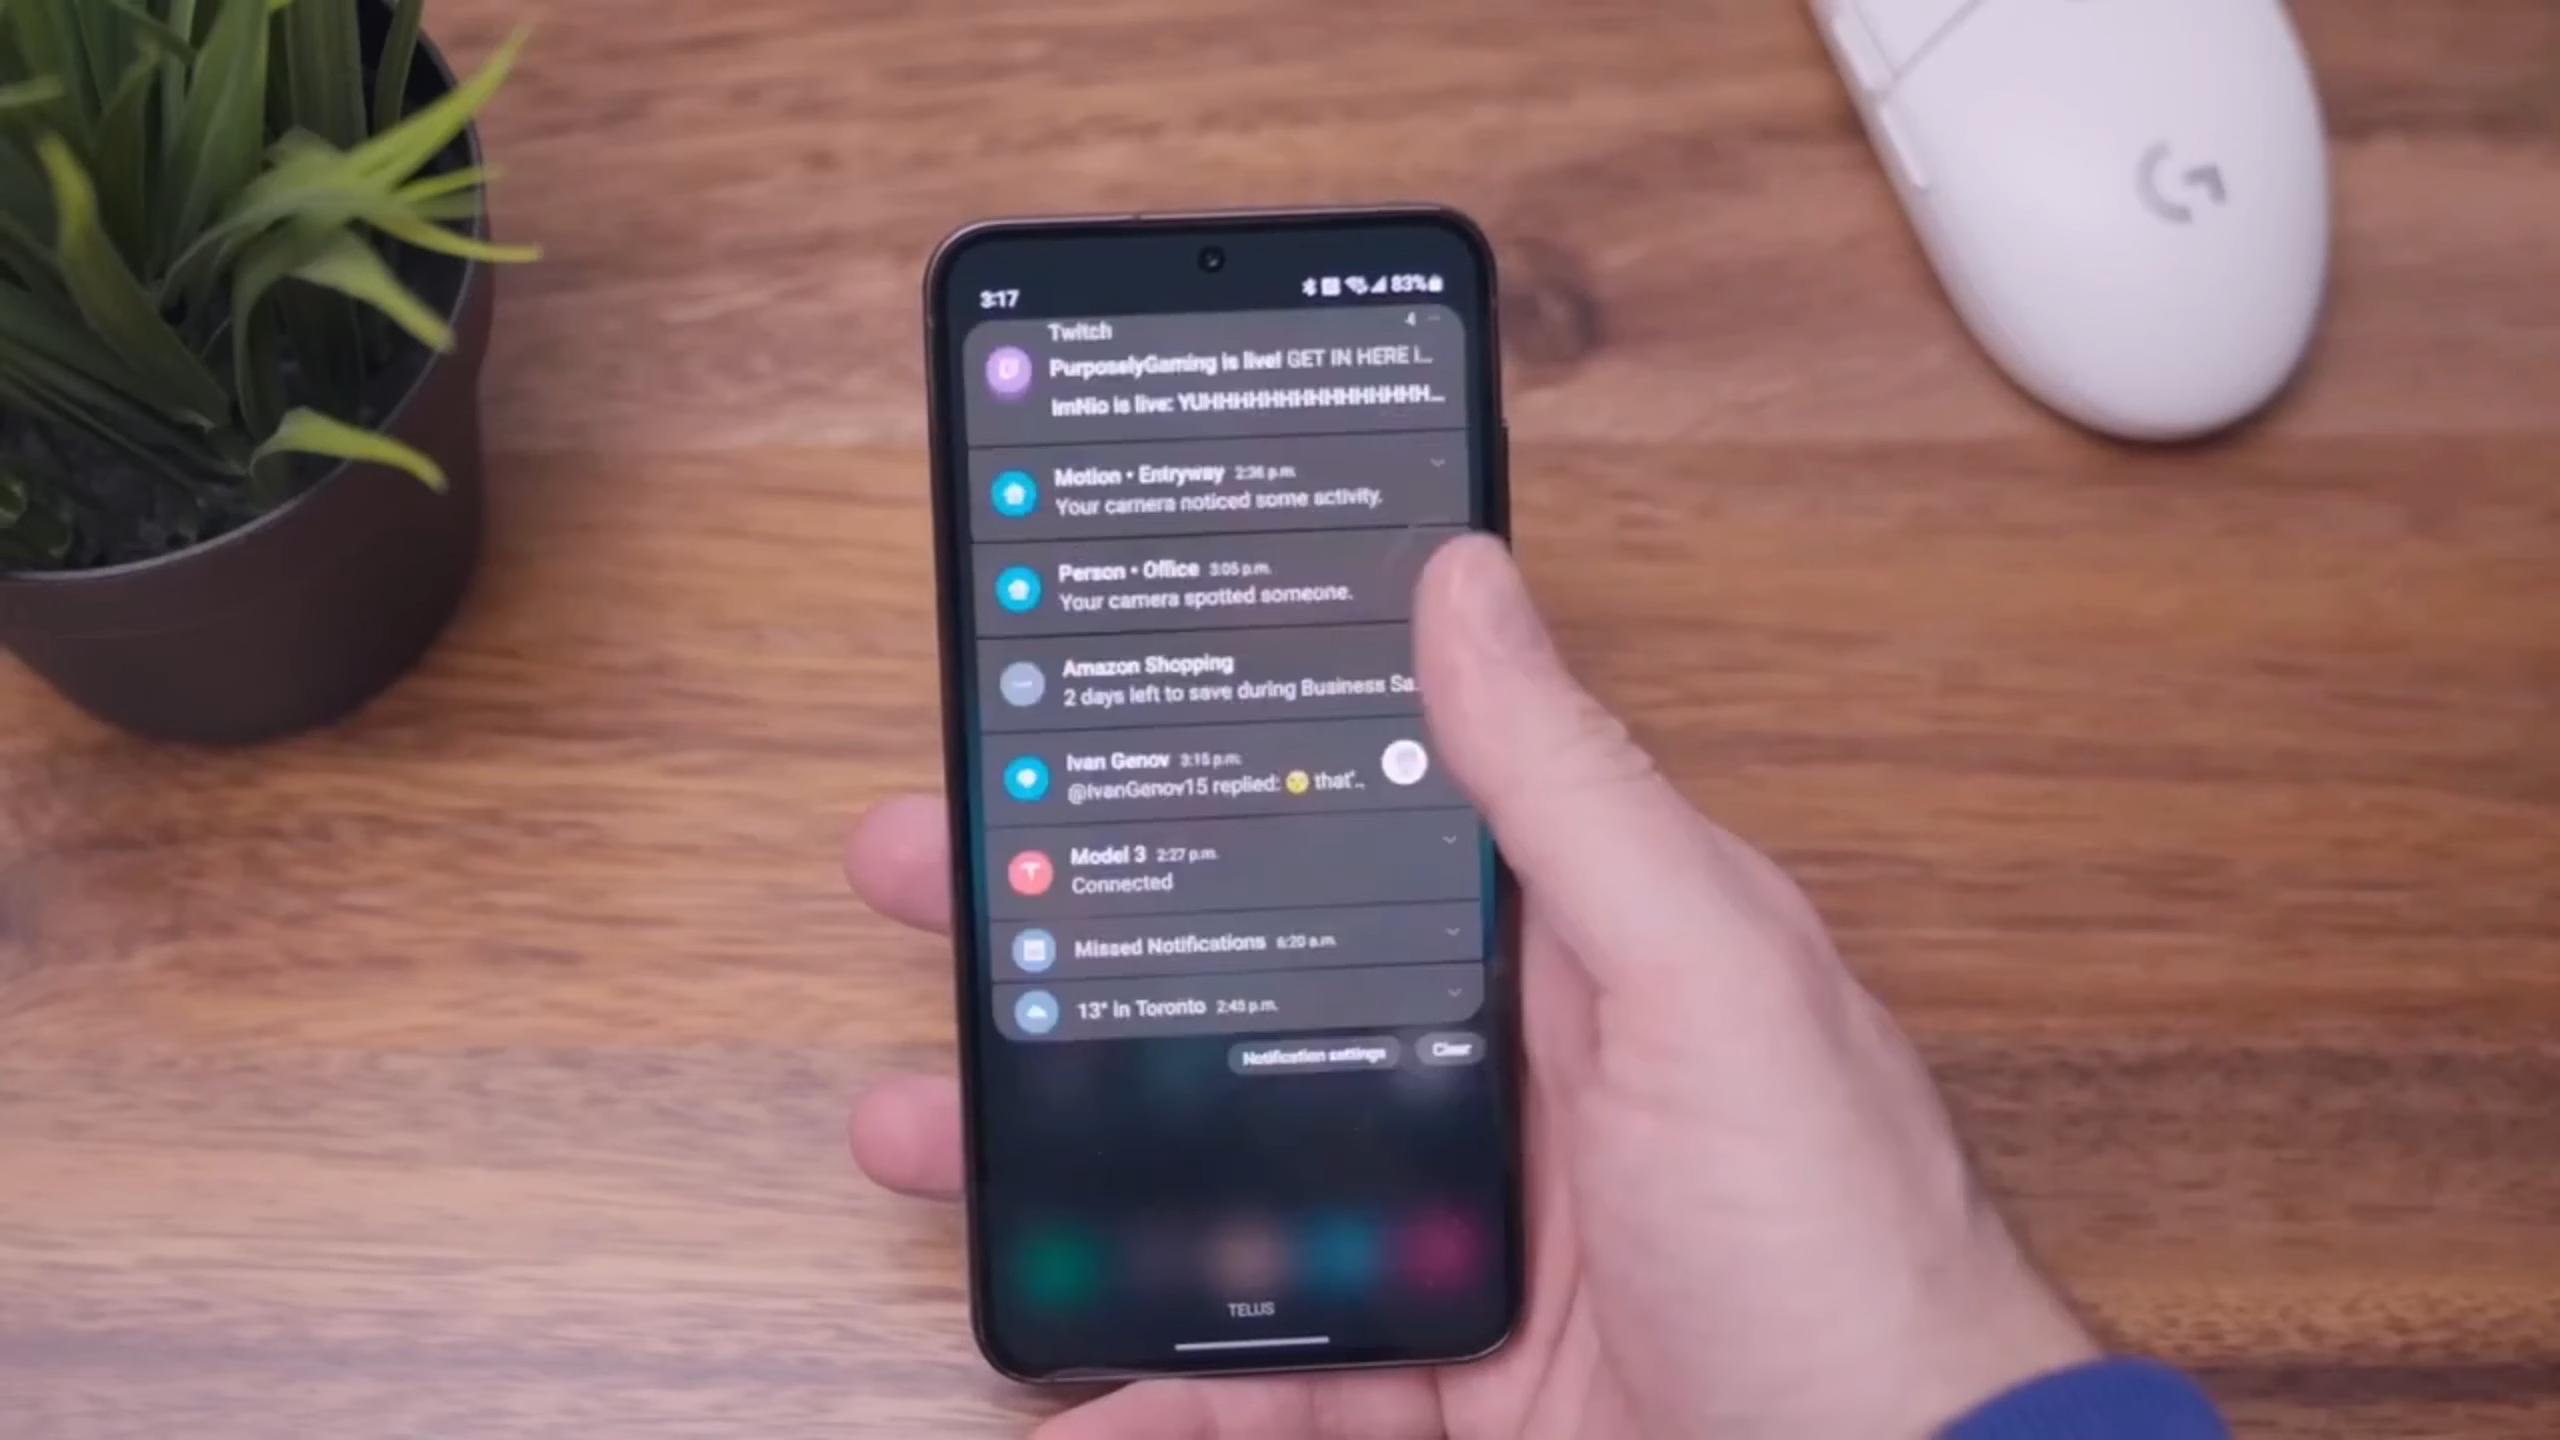 3:17
83%
Twitch
4
PurposelyGaming is live! GET IN HERE I...
ImNio is live: YUHHHHHHHHHHHHHHHH...
Motion • Entryway 2:36 p.m.
Your camera noticed some activity.
Person • Office 3:05 p.m.
Your camera spotted someone.
Amazon Shopping
2 days left to save during Business Sa..
Ivan Genov 3:15 p.m.
@IvanGenov15 replied: 🤣 that'..
Model 3 2:27 p.m.
Connected
Missed Notifications 6:20 a.m.
13° in Toronto 2:45 p.m.
Notification settings
Clear
TELUS
G